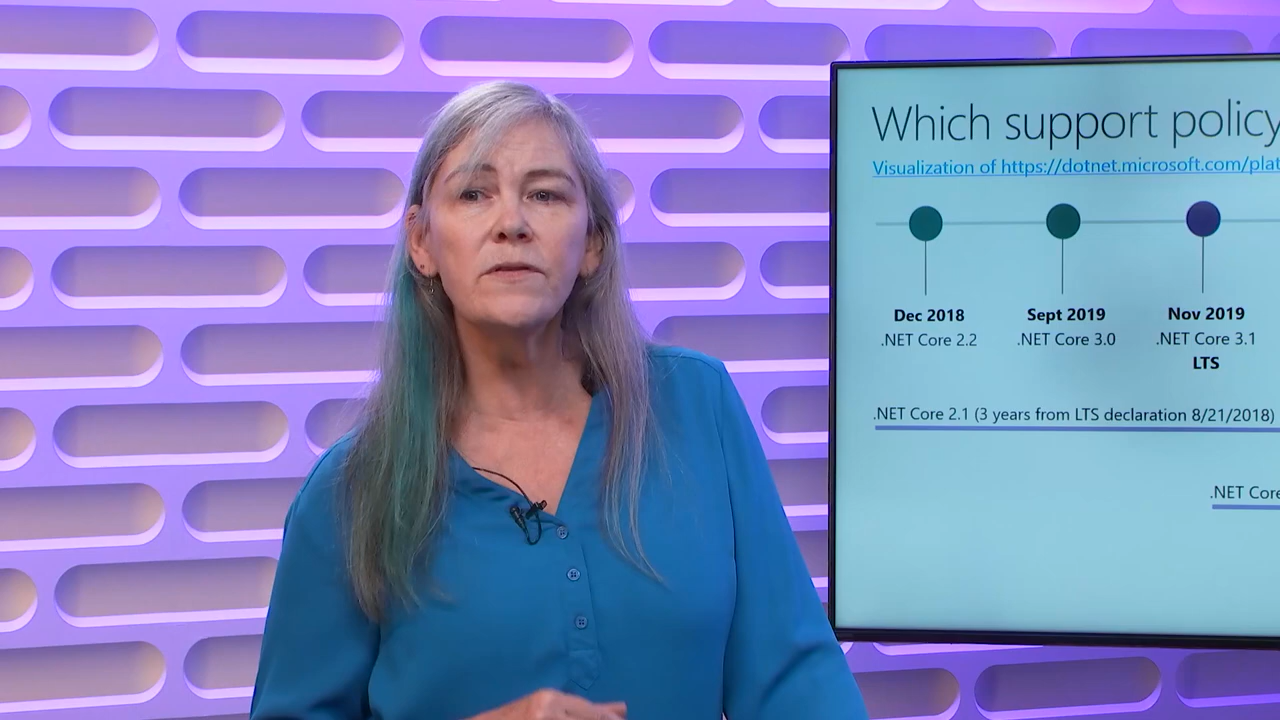 Which support policy
Visualization of https://dotnet.microsoft.com/plat
Dec 2018
.NET Core 2.2
Sept 2019
.NET Core 3.0
Nov 2019
.NET Core 3.1
LTS
.NET Core 2.1 (3 years from LTS declaration 8/21/2018)
.NET Core